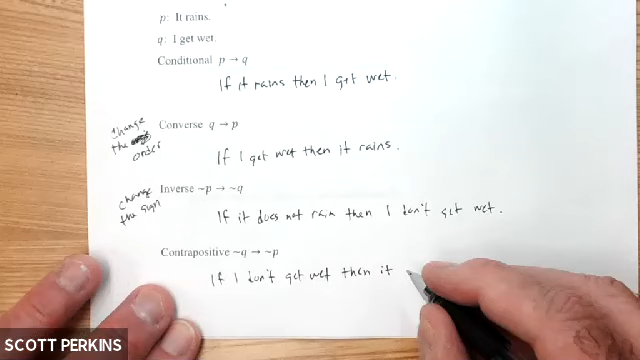 p: It rains.
q: I get wet.
Conditional p → q
If it rains then I get wet.
change
the order
Converse q → p
If I get wet then it rains.
change
the sign
Inverse ~p → ~q
If it does not rain then I don't get wet.
Contrapositive ~q → ~p
If I don't get wet then it
SCOTT PERKINS